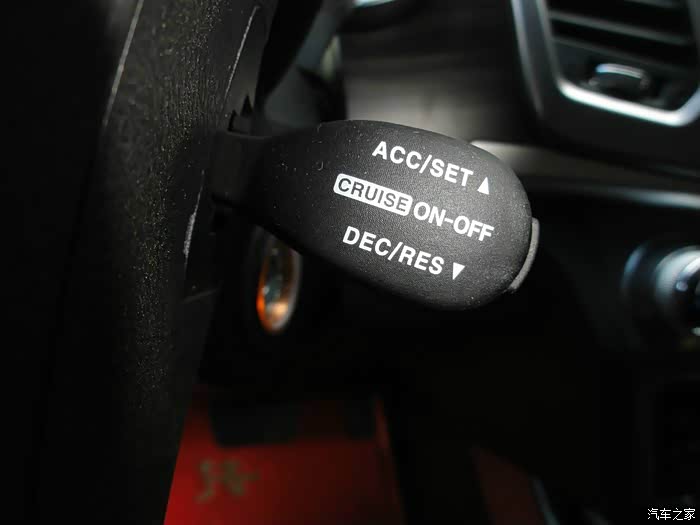 ACC/SET ▲
CRUISE ON-OFF
DEC/RES ▼
汽车之家